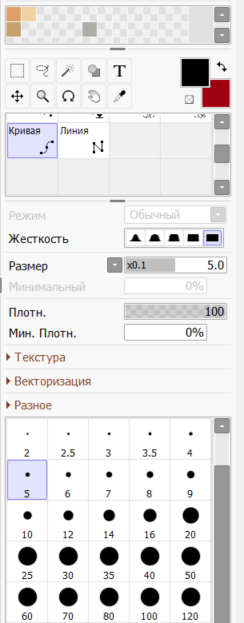 T
Кривая Линия
Режим Обычный
Жесткость
Размер x0.1 5.0
Минимальный 0%
Плотн. 100
Мин. Плотн. 0%
Текстура
Векторизация
Разное
2 2.5 3 3.5 4
5 6 7 8 9
10 12 14 16 20
25 30 35 40 50
60 70 80 100 120